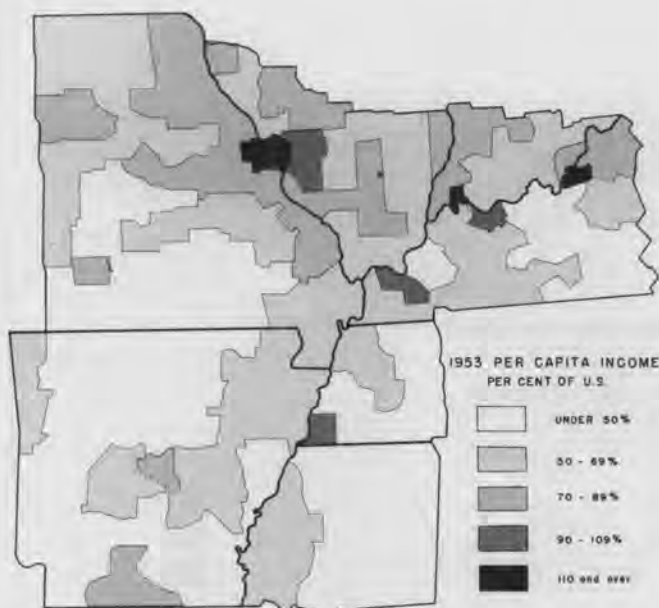 1953 PER CAPITA INCOME
PER CENT OF U.S.
UNDER 50%
50 - 69%
70 - 89%
90 - 109%
110 and over